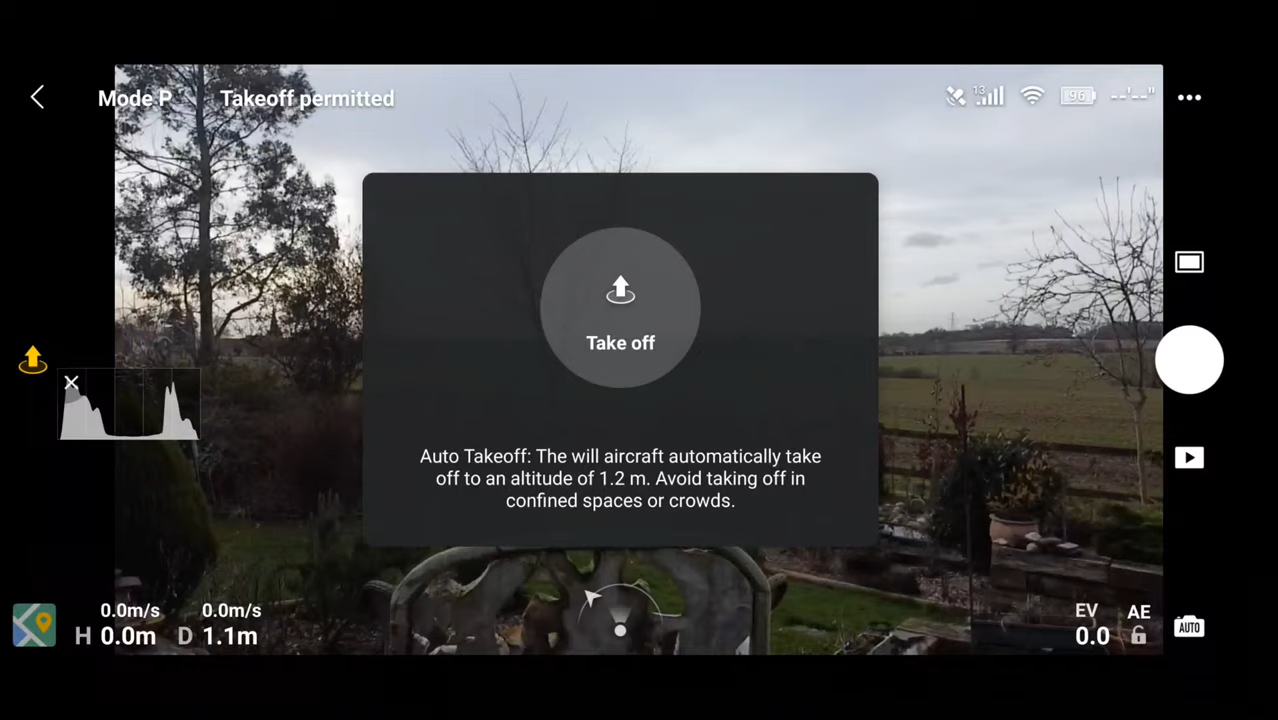 Mode P Takeoff permitted 13 96 --'--"
Take off
Auto Takeoff: The will aircraft automatically take
off to an altitude of 1.2 m. Avoid taking off in
confined spaces or crowds.
0.0m/s 0.0m/s
H 0.0m D 1.1m
EV AE
0.0
AUTO